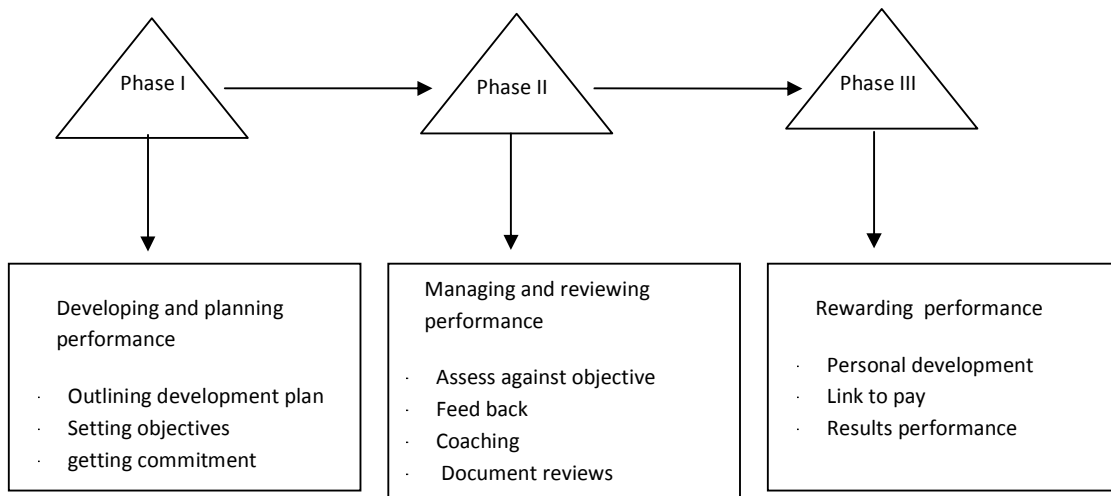 Phase I
Phase II
Phase III
Developing and planning
performance
· Outlining development plan
· Setting objectives
· getting commitment
Managing and reviewing
performance
· Assess against objective
· Feed back
· Coaching
· Document reviews
Rewarding performance
· Personal development
· Link to pay
· Results performance